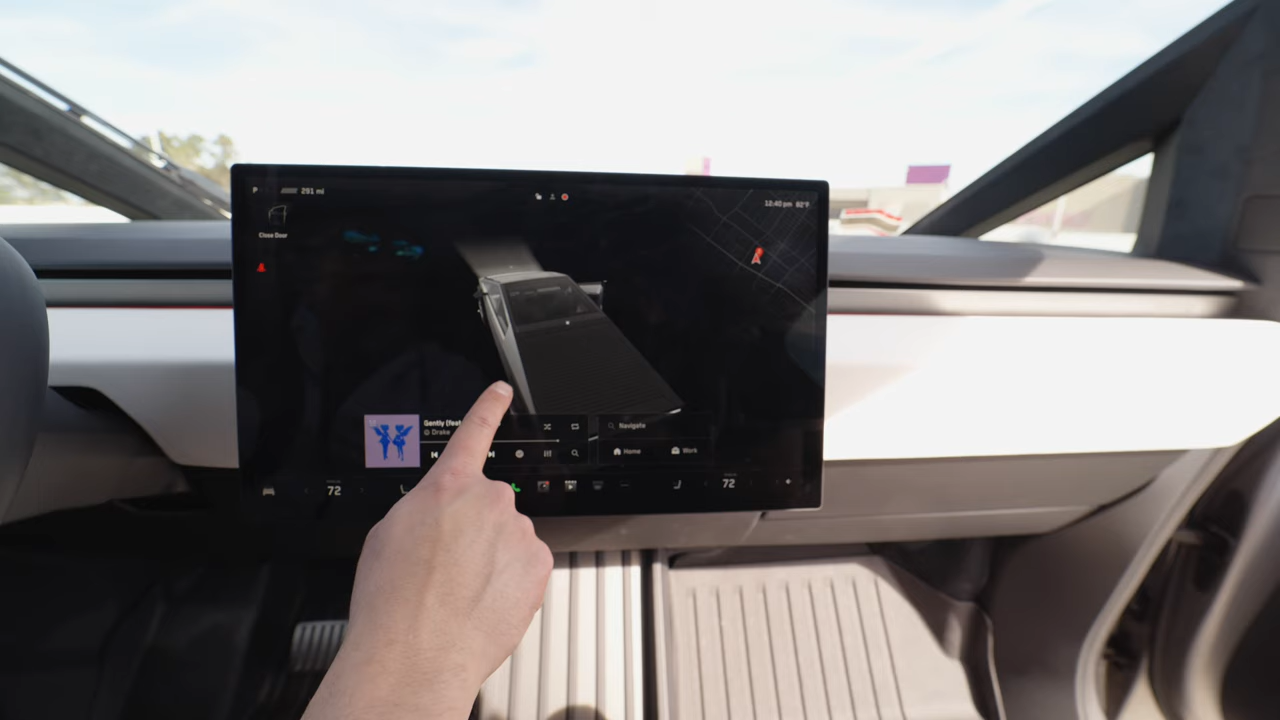 P 291 mi
12:40 pm 82°F
Close Door
Gently (feat
Drake
Navigate
Home Work
72 72